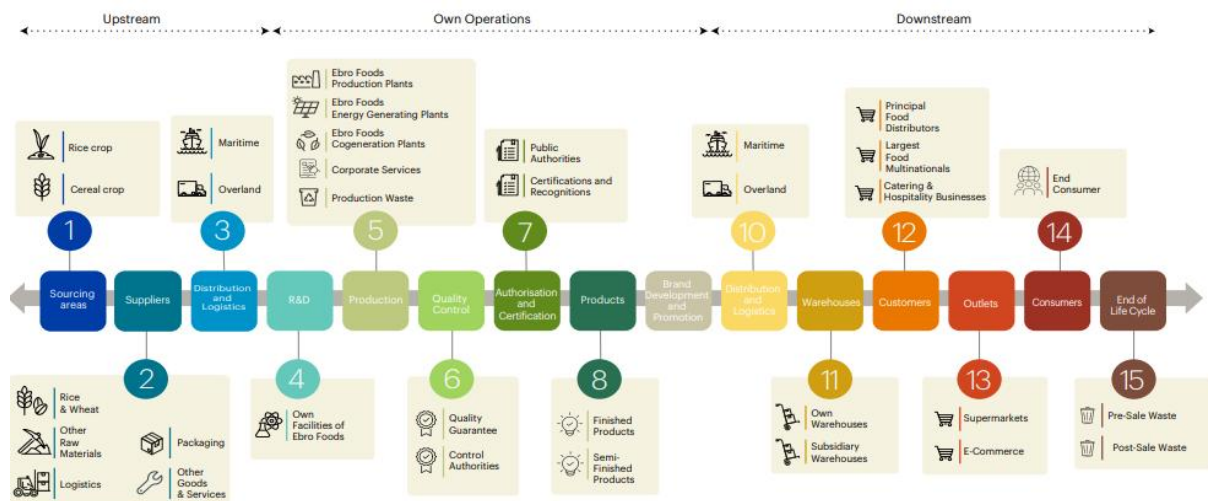 Upstream
Own Operations
Downstream
Rice crop
Cereal crop
1
Maritime
Overland
3
Ebro Foods
Production Plants
Ebro Foods
Energy Generating Plants
Ebro Foods
Cogeneration Plants
Corporate Services
Production Waste
5
Public
Authorities
Certifications and
Recognitions
7
Maritime
Overland
10
Principal
Food
Distributors
Largest
Food
Multinationals
Catering &
Hospitality Businesses
12
End
Consumer
14
Sourcing
areas
Suppliers
Distribution
and
Logistics
R&D
Production
Quality
Control
Authorisation
and
Certification
Products
Brand
Development
and
Promotion
Distribution
and
Logistics
Warehouses
Customers
Outlets
Consumers
End of
Life Cycle
2
Rice
& Wheat
Other
Raw
Materials
Logistics
Packaging
Other
Goods
& Services
4
Own
Facilities of
Ebro Foods
6
Quality
Guarantee
Control
Authorities
8
Finished
Products
Semi-
Finished
Products
11
Own
Warehouses
Subsidiary
Warehouses
13
Supermarkets
E-Commerce
15
Pre-Sale Waste
Post-Sale Waste